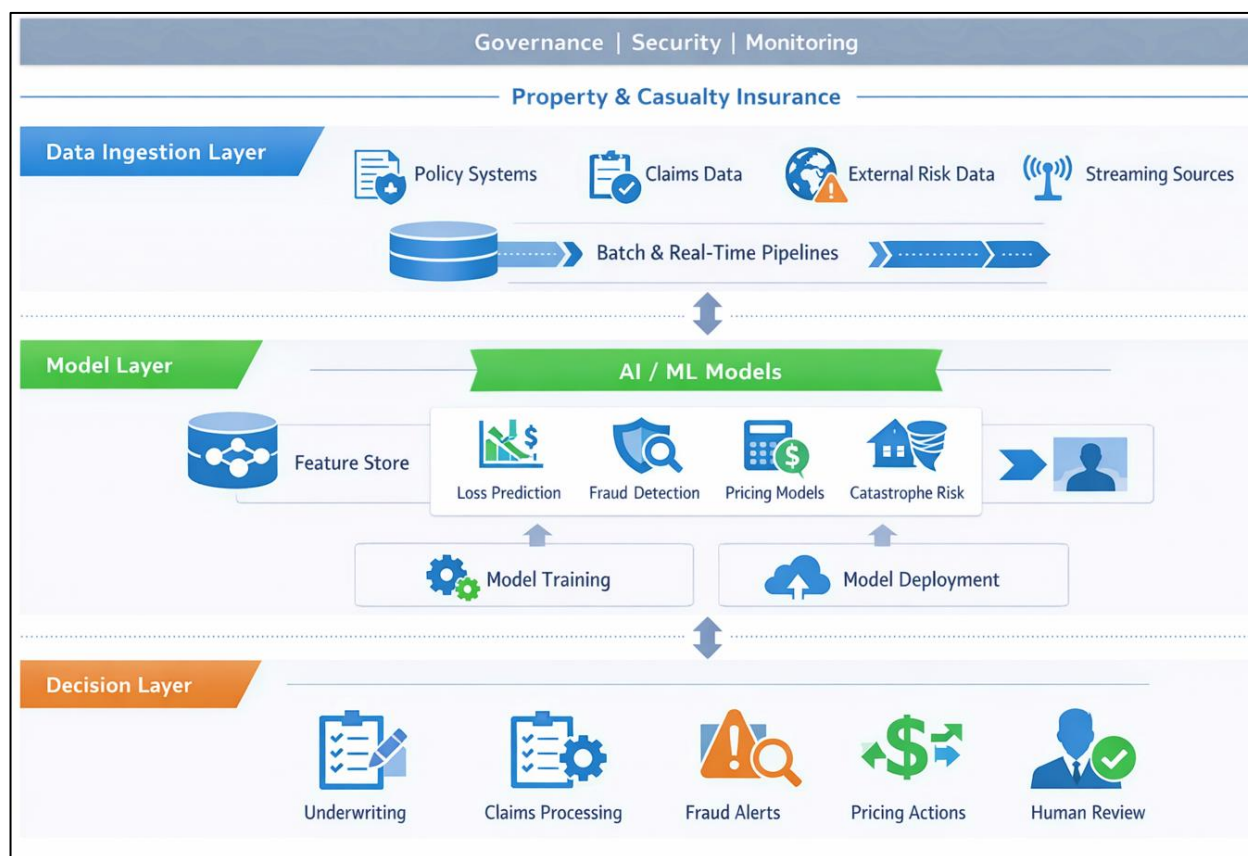 Governance | Security | Monitoring
Property & Casualty Insurance
Data Ingestion Layer
Policy Systems
Claims Data
External Risk Data
Streaming Sources
Batch & Real-Time Pipelines
Model Layer
AI / ML Models
Feature Store
Loss Prediction
Fraud Detection
Pricing Models
Catastrophe Risk
Model Training
Model Deployment
Decision Layer
Underwriting
Claims Processing
Fraud Alerts
Pricing Actions
Human Review